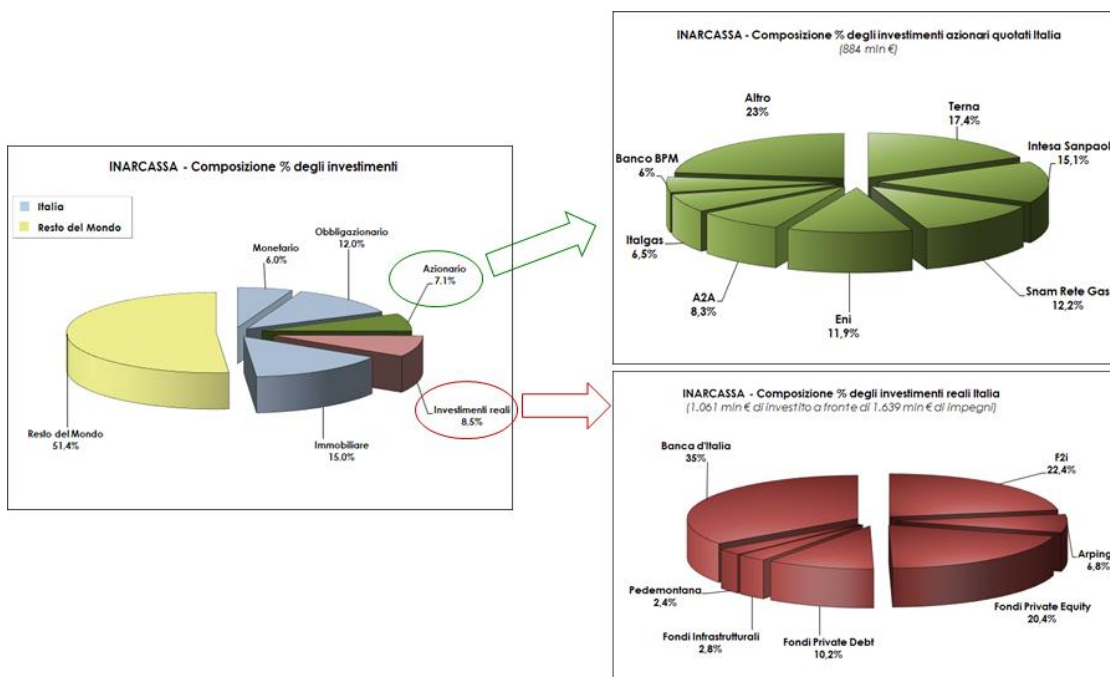 INARCASSA - Composizione % degli investimenti
Italia
Resto del Mondo
Monetario
6.0%
Obbligazionario
12.0%
Azionario
7.1%
Investimenti reali
8.5%
Immobiliare
15.0%
Resto del Mondo
51.4%
INARCASSA - Composizione % degli investimenti azionari quotati Italia
(884 mln €)
Altro
23%
Terna
17,4%
Intesa Sanpaol
15,1%
Banco BPM
6%
Italgas
6,5%
A2A
8,3%
Eni
11,9%
Snam Rete Gas
12,2%
INARCASSA - Composizione % degli investimenti reali Italia
(1.061 mln € di investito a fronte di 1.639 mln € di impegni)
Banca d'Italia
35%
F2i
22,4%
Arping
6,8%
Pedemontana
2,4%
Fondi Infrastrutturali
2,8%
Fondi Private Debt
10,2%
Fondi Private Equity
20,4%